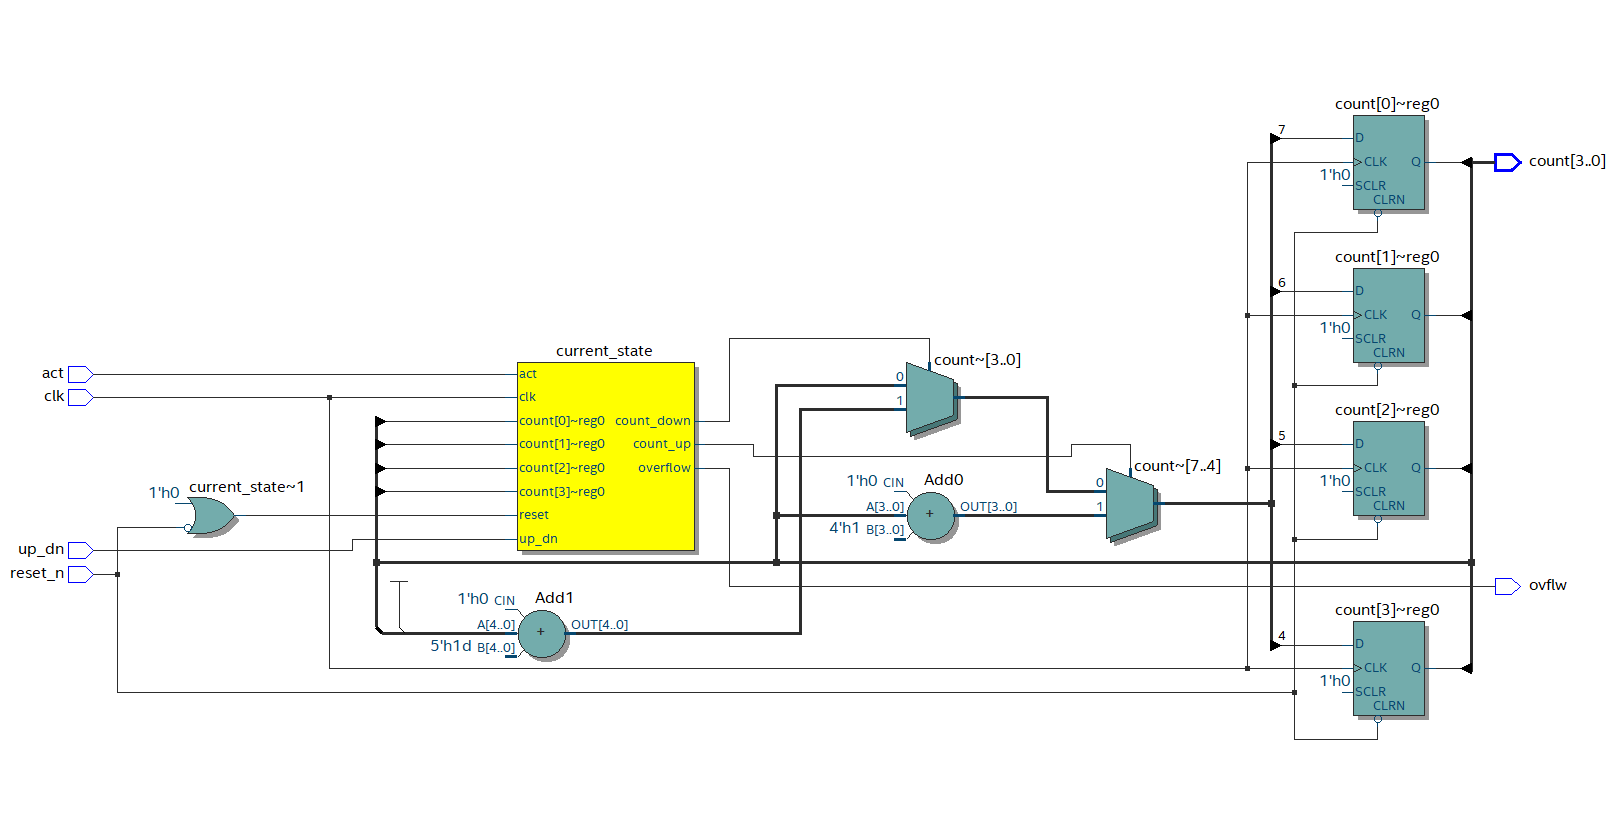 count[0]~reg0
7
D
CLK
Q
1'h0
SCLR
CLRN
count[3..0]
count[1]~reg0
6
D
CLK
Q
1'h0
SCLR
CLRN
current_state
act
act
clk
clk
count[0]~reg0 count_down
count[1]~reg0 count_up
count[2]~reg0 overflow
count[3]~reg0
reset
up_dn
count~[3..0]
0
1
count[2]~reg0
5
D
CLK
Q
1'h0
SCLR
CLRN
count~[7..4]
0
1
1'h0
current_state~1
Add0
1'h0 CIN
A[3..0]
+
OUT[3..0]
4'h1 B[3..0]
up_dn
reset_n
ovflw
Add1
1'h0 CIN
A[4..0]
+
OUT[4..0]
5'h1d B[4..0]
count[3]~reg0
4
D
CLK
Q
1'h0
SCLR
CLRN